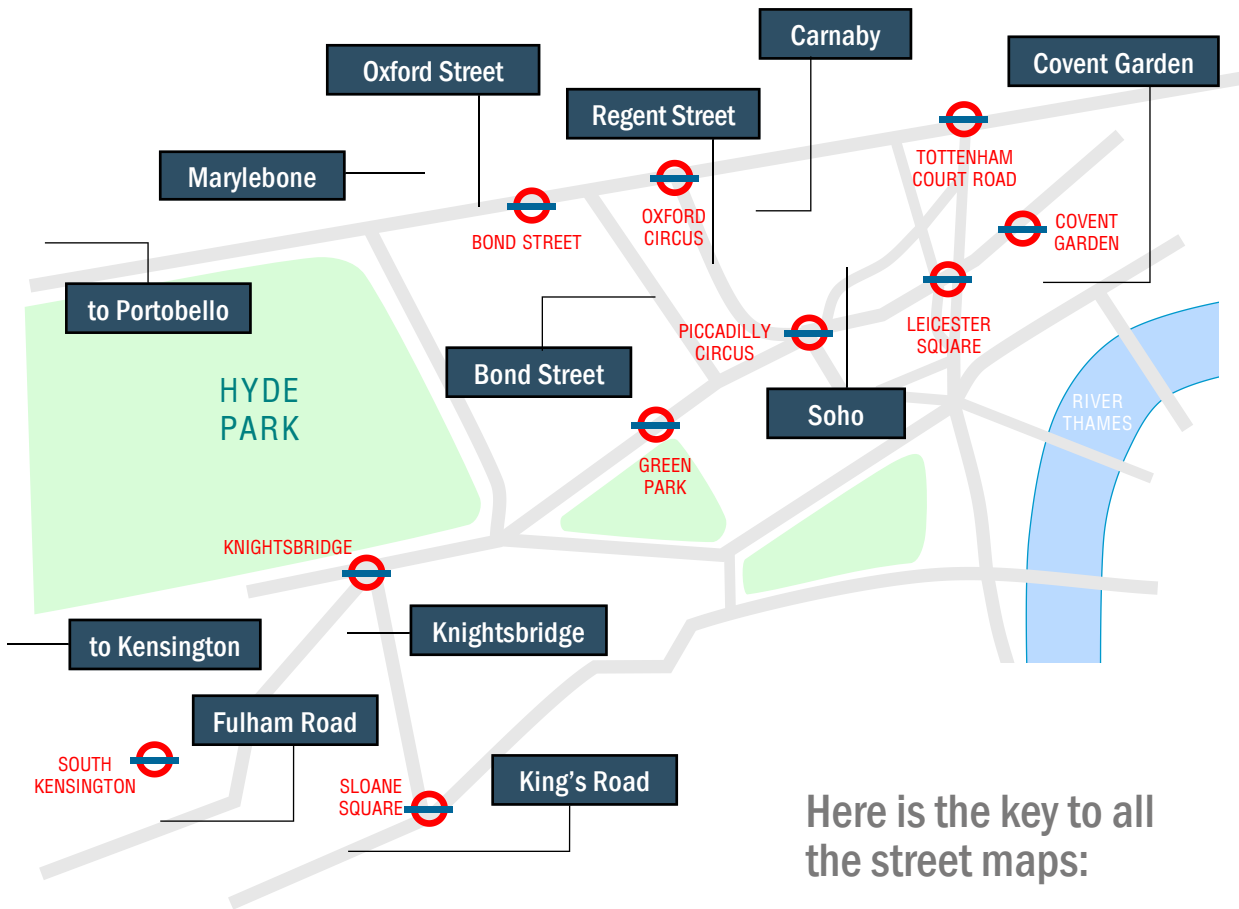 Carnaby
Oxford Street
Covent Garden
Regent Street
Marylebone
TOTTENHAM
COURT ROAD
OXFORD
CIRCUS
BOND STREET
COVENT
GARDEN
to Portobello
PICCADILLY
CIRCUS
LEICESTER
SQUARE
Bond Street
HYDE
PARK
Soho
RIVER
THAMES
GREEN
PARK
KNIGHTSBRIDGE
to Kensington
Knightsbridge
Fulham Road
SOUTH
KENSINGTON
SLOANE
SQUARE
King's Road
Here is the key to all
the street maps: